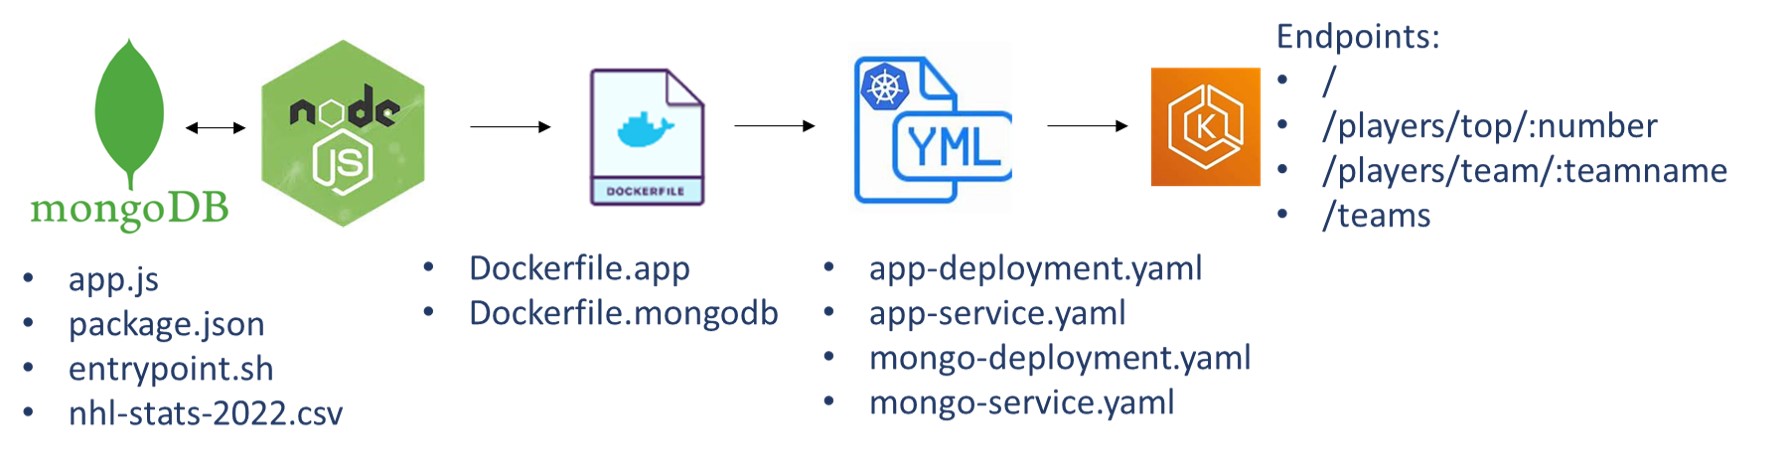 mongoDB
node
JS
DOCKERFILE
YML
K
Endpoints:
• /
• /players/top/:number
• /players/team/:teamname
• /teams
• app.js
• package.json
• entrypoint.sh
• nhl-stats-2022.csv
• Dockerfile.app
• Dockerfile.mongodb
• app-deployment.yaml
• app-service.yaml
• mongo-deployment.yaml
• mongo-service.yaml